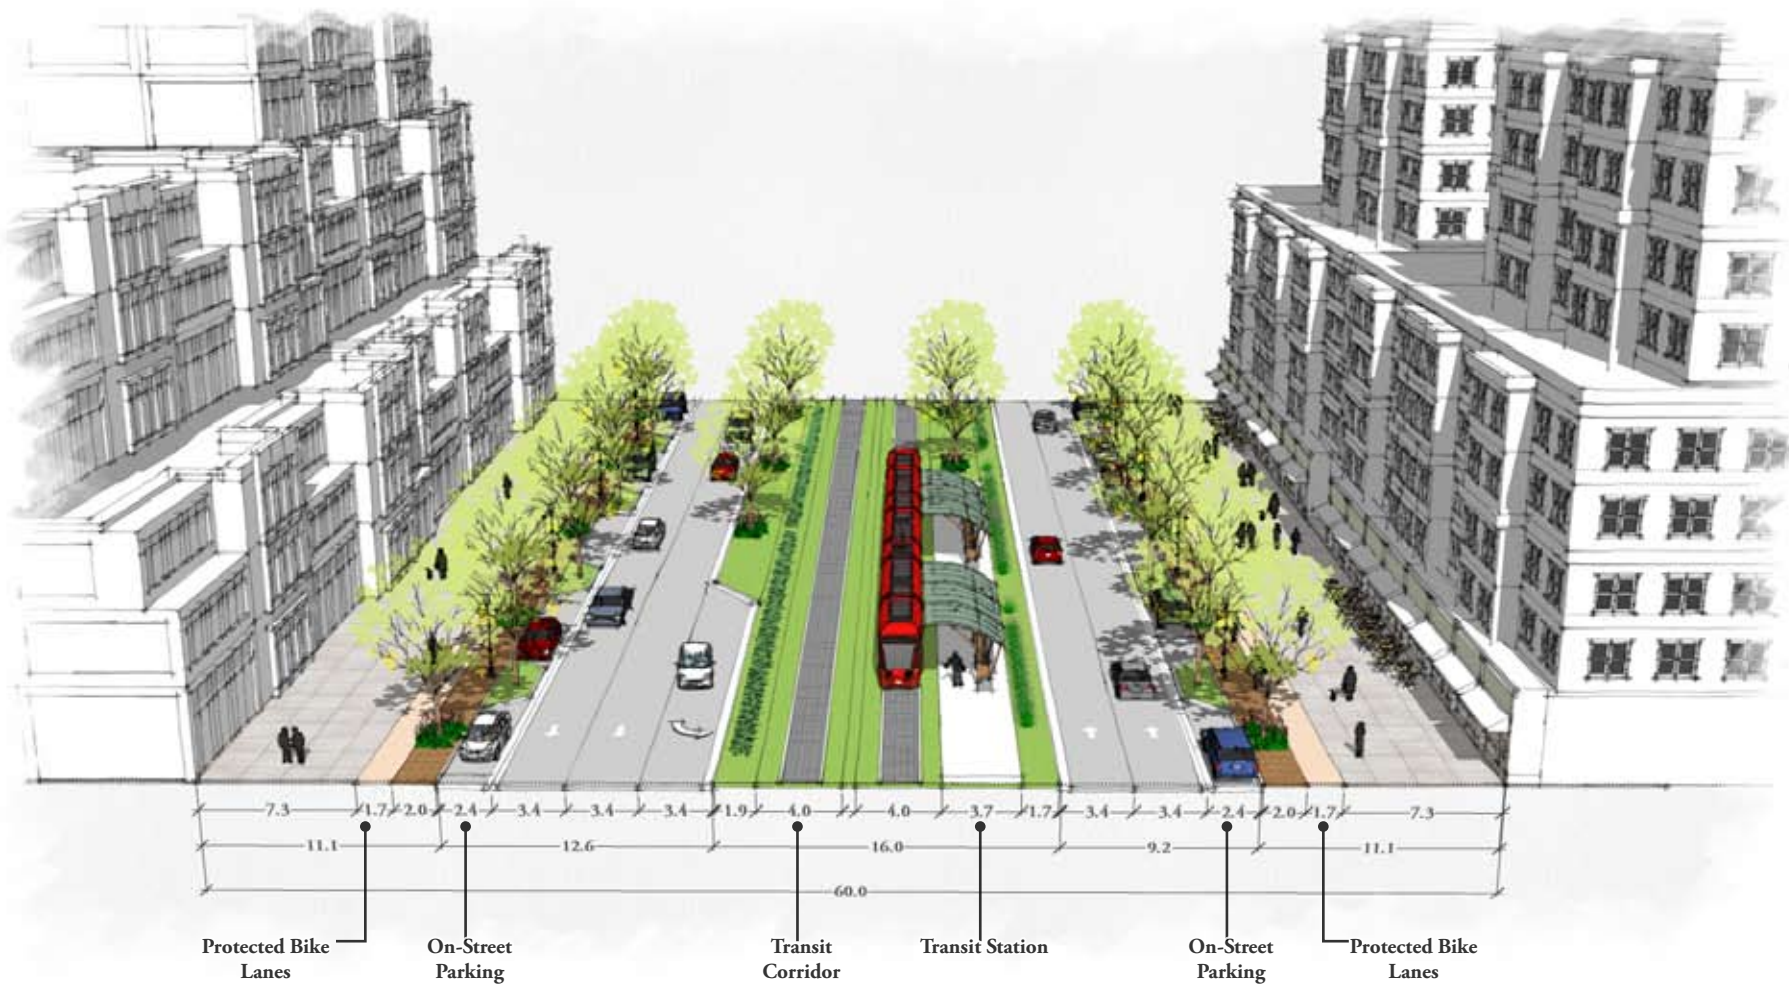 7.3 1.7 2.0 2.4 3.4 3.4 3.4 1.9 4.0 4.0 3.7 1.7 3.4 3.4 2.4 2.0 1.7 7.3
11.1 12.6 16.0 9.2 11.1
60.0
Protected Bike
Lanes
On-Street
Parking
Transit
Corridor
Transit Station
On-Street
Parking
Protected Bike
Lanes